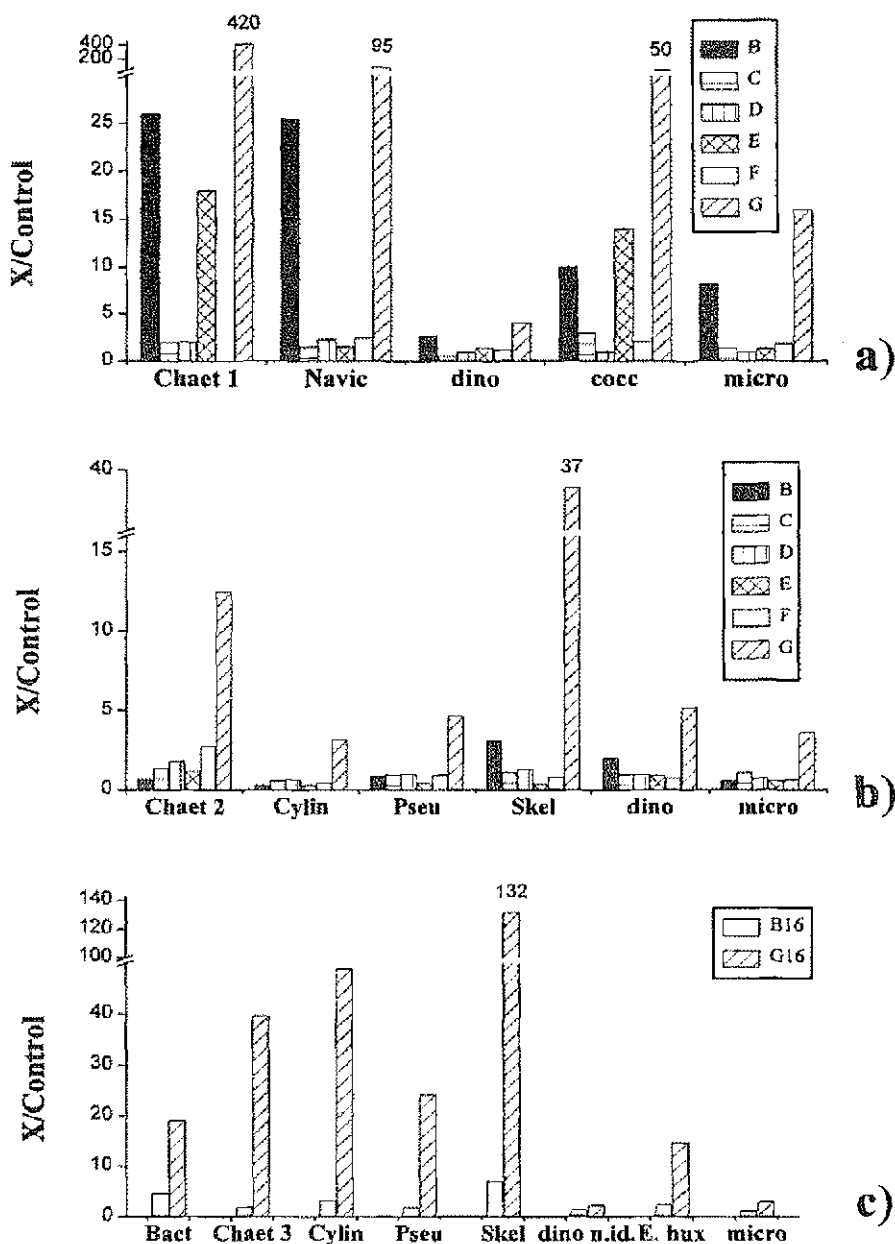 420
95
50
400
200
25
20
15
10
5
0
X/Control
B
C
D
E
F
G
Chaet 1 Navic dino cocc micro
a)
40
37
15
10
5
0
X/Control
B
C
D
E
F
G
Chaet 2 Cylin Pseu Skel dino micro
b)
140
120
100
132
40
30
20
10
0
X/Control
B16
G16
Bact Chaet 3 Cylin Pseu Skel dino n.id. E. hux micro
c)